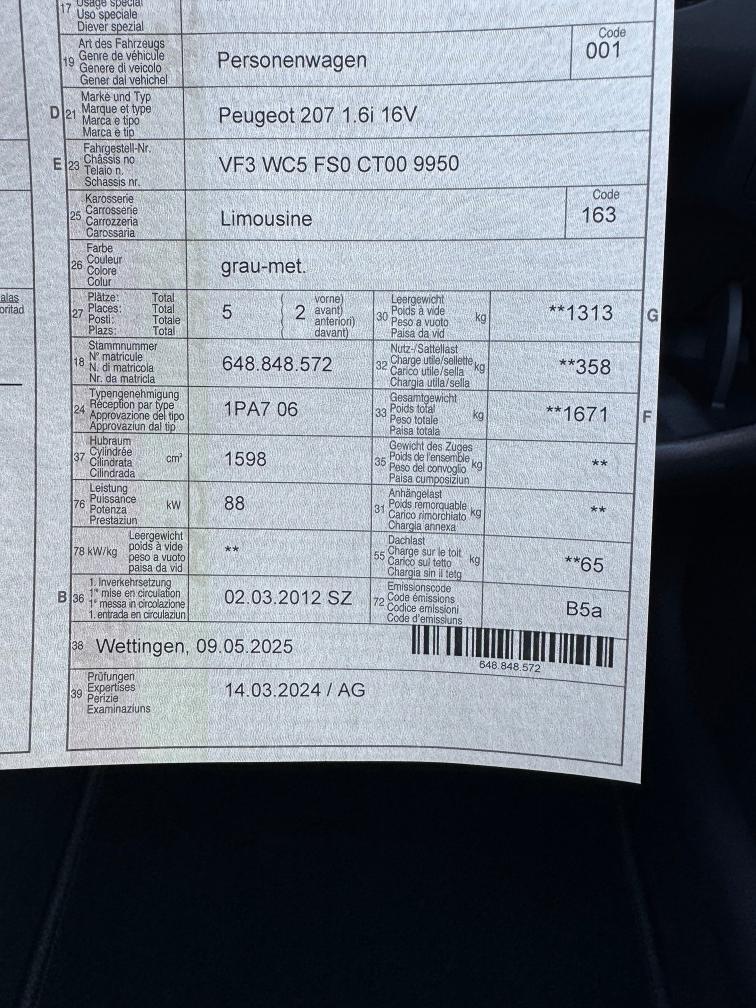 17 Usage spécial
Uso speciale
Diever spezial
19 Art des Fahrzeugs
Genre de véhicule
Genere di veicolo
Gener dal vehichel
Personenwagen
Code
001
D 21 Marke und Typ
Marque et type
Marca e tipo
Marca e tip
Peugeot 207 1.6i 16V
E 23 Fahrgestell-Nr.
Châssis no
Telaio n.
Schassis nr.
VF3 WC5 FS0 CT00 9950
25 Karosserie
Carrosserie
Carrozzeria
Carossaria
Limousine
Code
163
26 Farbe
Couleur
Colore
Colur
grau-met.
27 Plätze: Total
Places: Total
Posti: Totale
Plazs: Total
5 ( 2 vorne)
( avant)
( anteriori)
( davant)
30 Leergewicht
Poids à vide
Peso a vuoto
Paisa da vid
kg
**1313 G
18 Stammnummer
N° matricule
N. di matricola
Nr. da matricla
648.848.572
32 Nutz-/Sattellast
Charge utile/sellette
Carico utile/sella
Chargia utila/sella
kg
**358
24 Typengenehmigung
Réception par type
Approvazione del tipo
Approvaziun dal tip
1PA7 06
33 Gesamtgewicht
Poids total
Peso totale
Paisa totala
kg
**1671 F
37 Hubraum
Cylindrée
Cilindrata
Cilindrada
cm³
1598
35 Gewicht des Zuges
Poids de l'ensemble
Peso del convoglio
Paisa cumposiziun
kg
**
76 Leistung
Puissance
Potenza
Prestaziun
kW
88
31 Anhängelast
Poids remorquable
Carico rimorchiato
Chargia annexa
kg
**
78 kW/kg Leergewicht
poids à vide
peso a vuoto
paisa da vid
**
55 Dachlast
Charge sur le toit
Carico sul tetto
Chargia sin il tetg
kg
**65
B 36 1. Inverkehrsetzung
1re mise en circulation
1a messa in circolazione
1. entrada en circulaziun
02.03.2012 SZ
72 Emissionscode
Code émissions
Codice emissioni
Code d'emissiuns
B5a
38 Wettingen, 09.05.2025
648.848.572
39 Prüfungen
Expertises
Perizie
Examinaziuns
14.03.2024 / AG